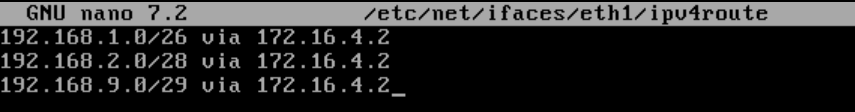 GNU nano 7.2 /etc/net/ifaces/eth1/ipv4route
192.168.1.0/26 via 172.16.4.2
192.168.2.0/28 via 172.16.4.2
192.168.9.0/29 via 172.16.4.2_